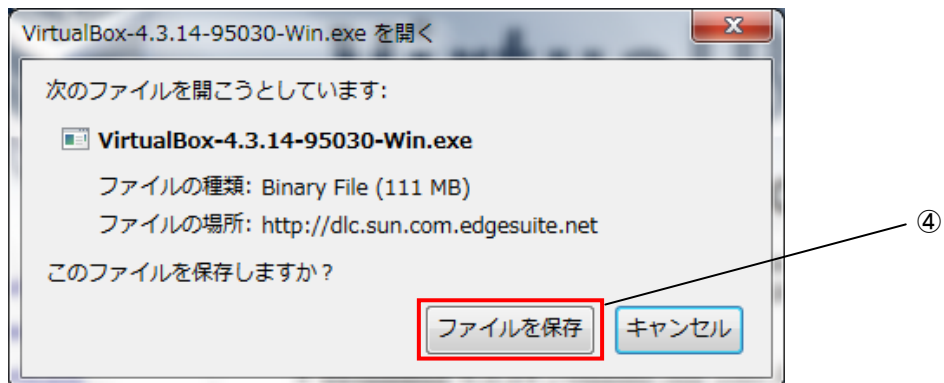 VirtualBox-4.3.14-95030-Win.exe を開く
次のファイルを開こうとしています:
VirtualBox-4.3.14-95030-Win.exe
ファイルの種類: Binary File (111 MB)
ファイルの場所: http://dlc.sun.com.edgesuite.net
④
このファイルを保存しますか？
ファイルを保存 キャンセル